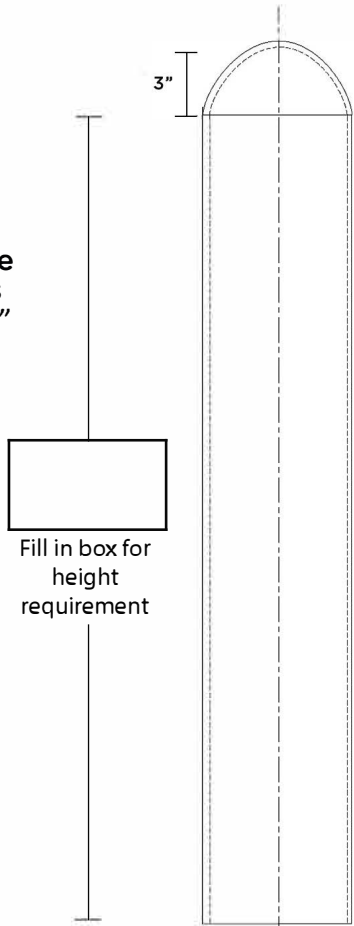 3”
e
”
Fill in box for
height
requirement